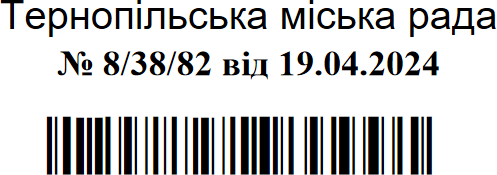 Тернопільська міська рада
№ 8/38/82 від 19.04.2024